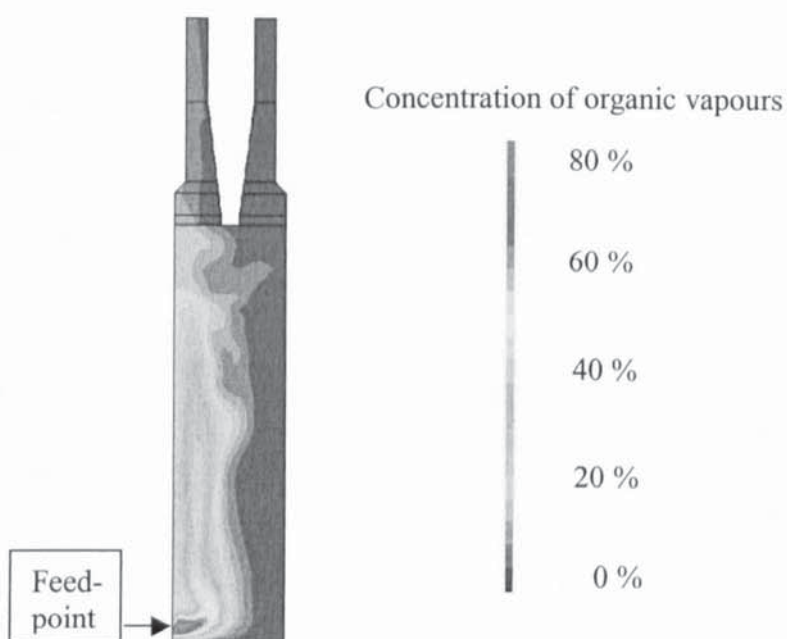 Concentration of organic vapours
80 %
60 %
40 %
20 %
0 %
Feed-
point